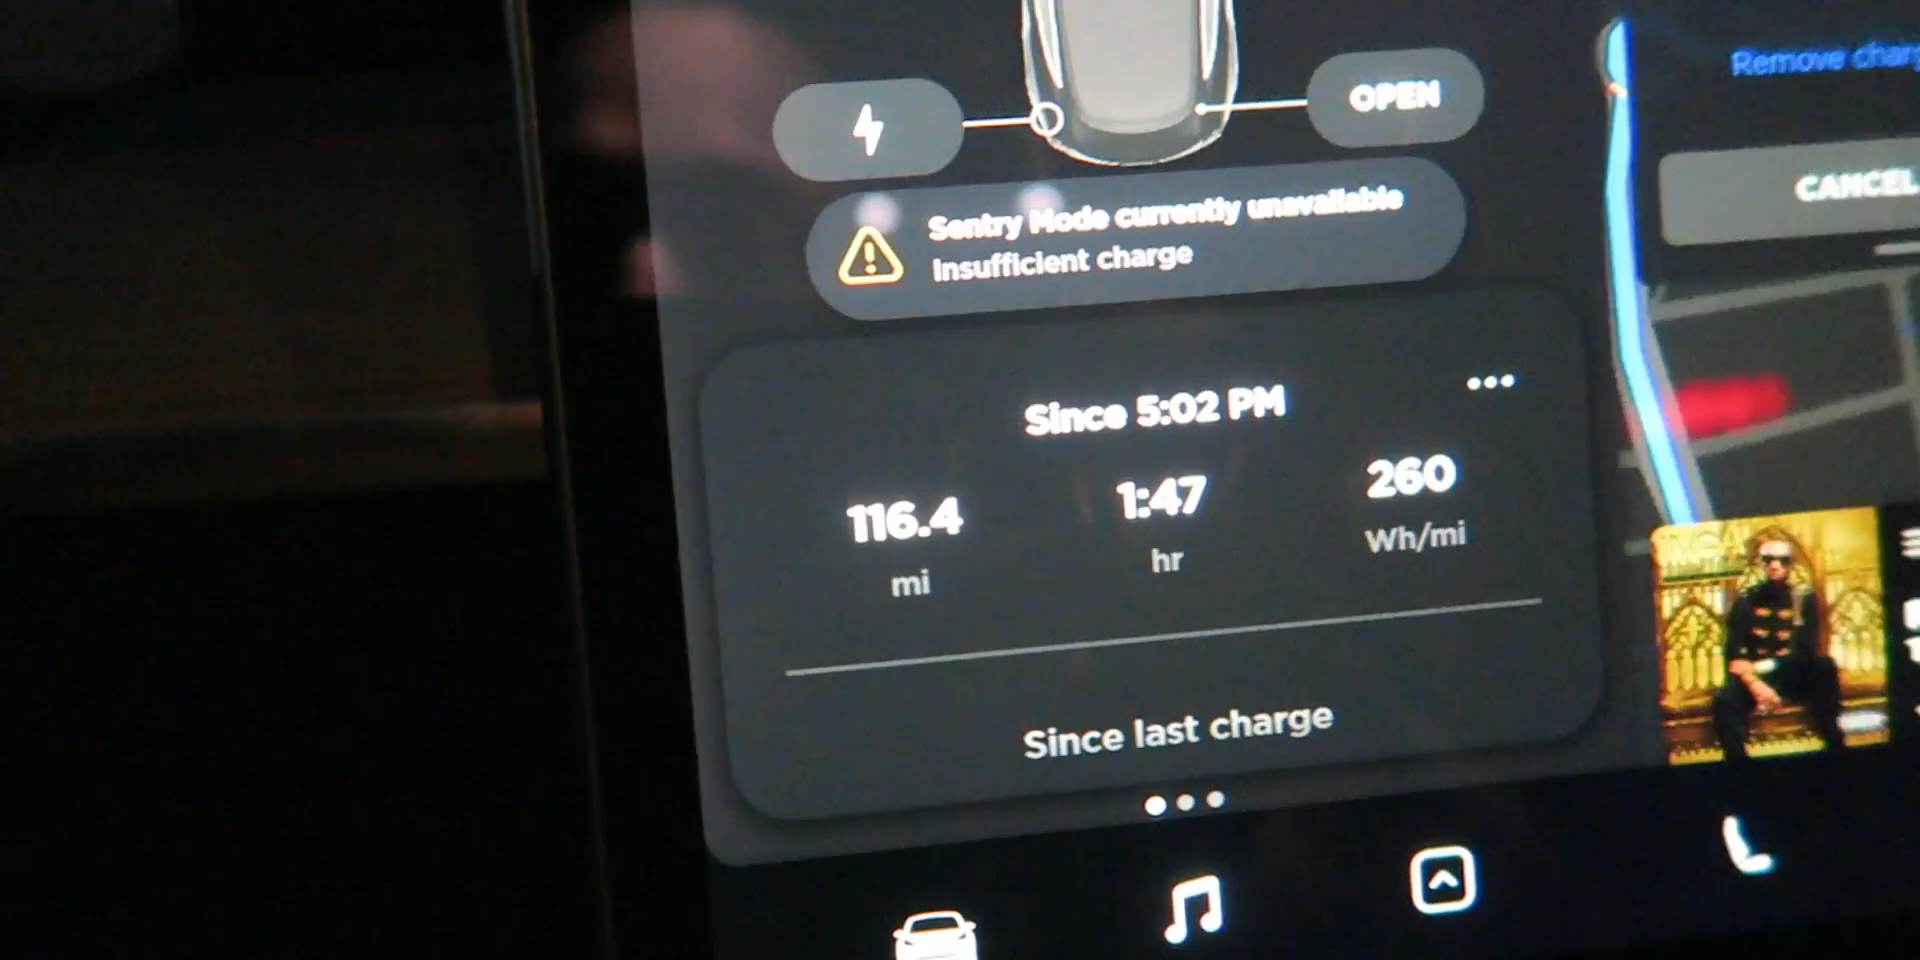 Remove
OPEN
CANCEL
Sentry Mode currently unavailable
Insufficient charge
Since 5:02 PM
116.4
mi
1:47
hr
260
Wh/mi
Since last charge